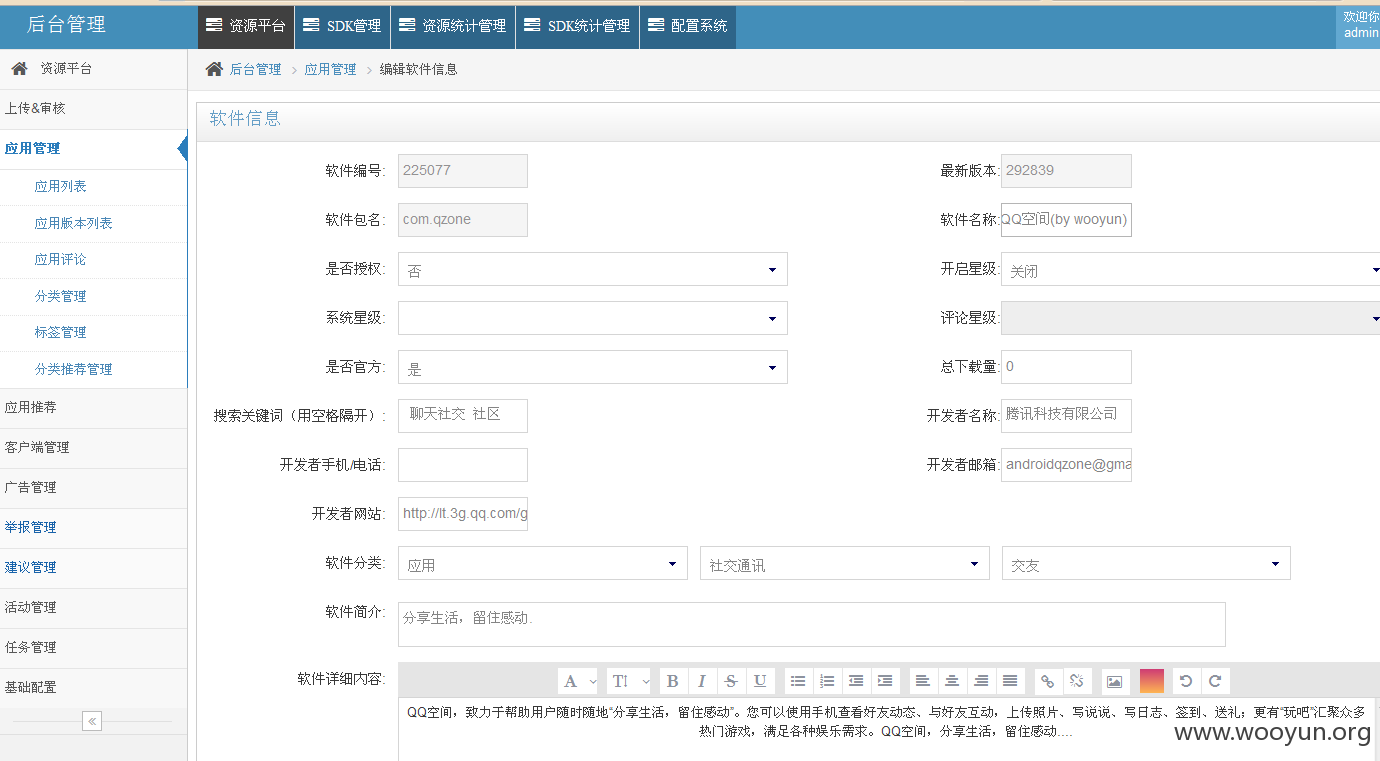 后台管理
资源平台 SDK管理 资源统计管理 SDK统计管理 配置系统
欢迎你
admin
资源平台
后台管理 > 应用管理 > 编辑软件信息
上传&审核
应用管理
应用列表
应用版本列表
应用评论
分类管理
标签管理
分类推荐管理
应用推荐
客户端管理
广告管理
举报管理
建议管理
活动管理
任务管理
基础配置
«
软件信息
软件编号: 225077 最新版本: 292839
软件包名: com.qzone 软件名称: QQ空间(by wooyun)
是否授权: 否 开启星级: 关闭
系统星级: 评论星级:
是否官方: 是 总下载量: 0
搜索关键词（用空格隔开）: 聊天社交 社区 开发者名称: 腾讯科技有限公司
开发者手机/电话: 开发者邮箱: androidqzone@gma
开发者网站: http://lt.3g.qq.com/g
软件分类: 应用 社交通讯 交友
软件简介: 分享生活，留住感动.
软件详细内容: A TI B I S U
QQ空间，致力于帮助用户随时随地“分享生活，留住感动”。您可以使用手机查看好友动态、与好友互动，上传照片、写说说、写日志、签到、送礼；更有“玩吧”汇聚众多
热门游戏，满足各种娱乐需求。QQ空间，分享生活，留住感动....
www.wooyun.org